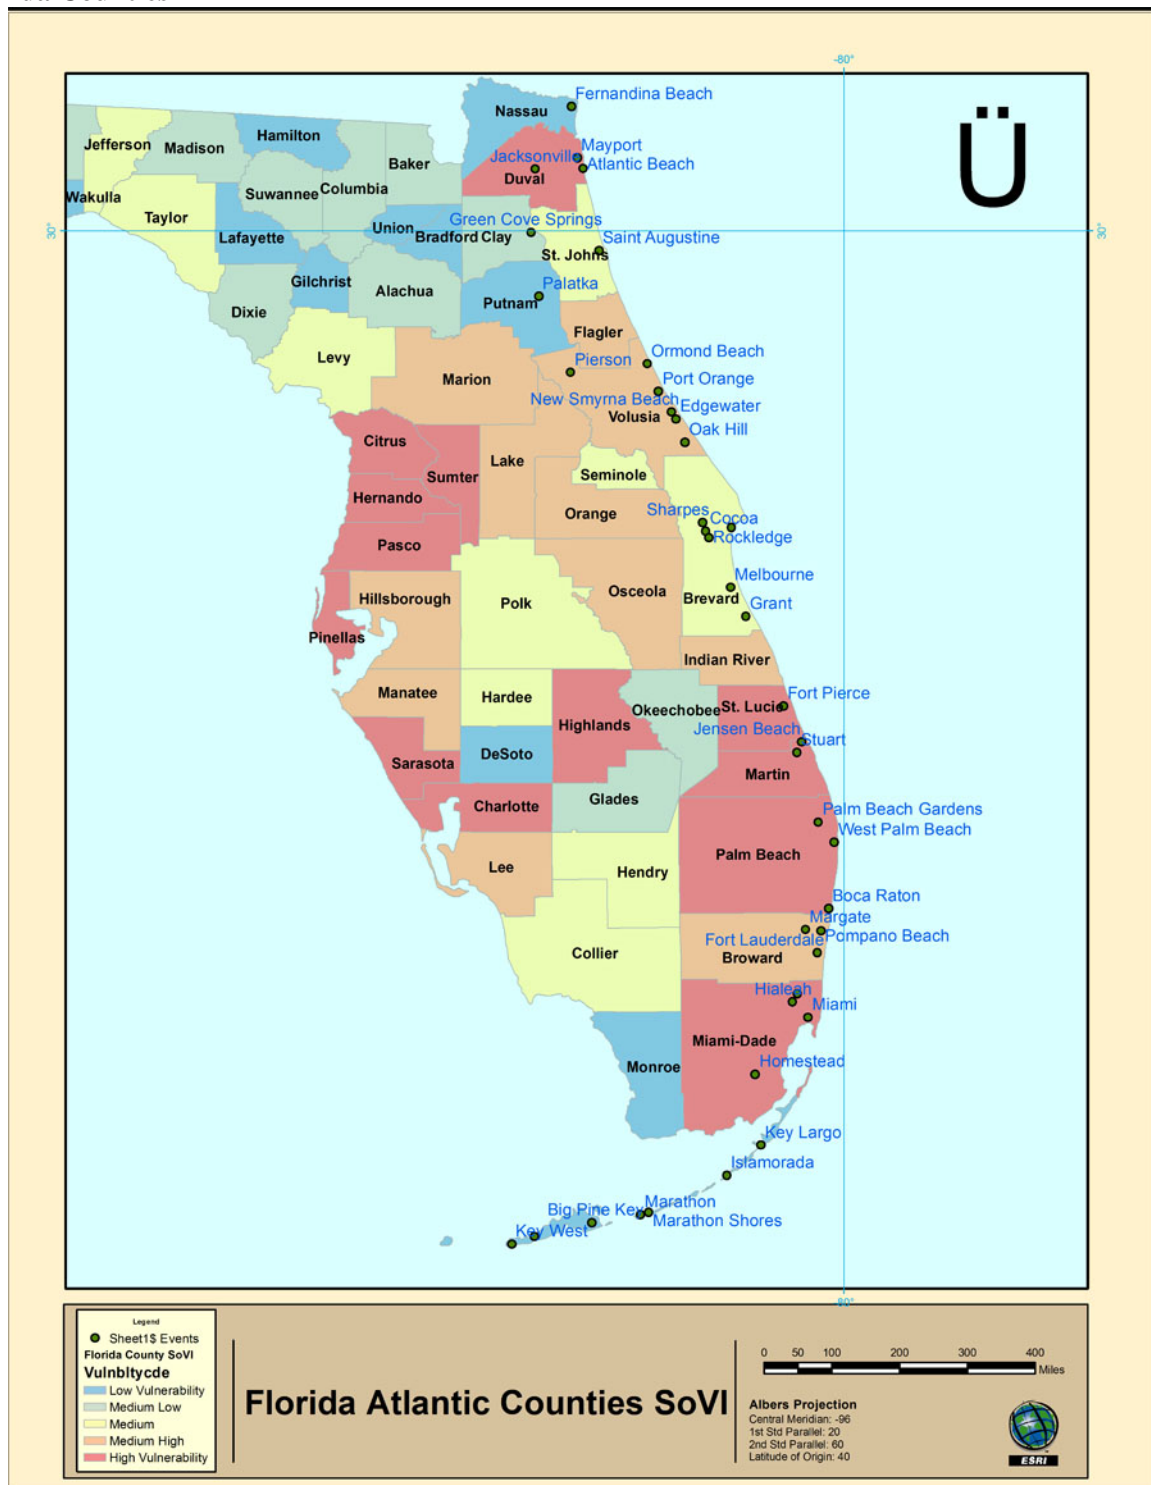 -80°
Fernandina Beach
Nassau
Ü
Jefferson
Hamilton
Mayport
Madison
Jacksonville
Atlantic Beach
Baker
Duval
Suwannee
Columbia
Wakulla
Taylor
Green Cove Springs
Union
30°
30°
Lafayette
Bradford
Clay
Saint Augustine
St. Johns
Gilchrist
Alachua
Palatka
Putnam
Dixie
Flagler
Levy
Ormond Beach
Pierson
Marion
Port Orange
New Smyrna Beach
Edgewater
Volusia
Oak Hill
Citrus
Lake
Sumter
Seminole
Hernando
Sharpes
Orange
Cocoa
Rockledge
Pasco
Melbourne
Osceola
Hillsborough
Brevard
Polk
Grant
Pinellas
Indian River
Manatee
Hardee
Fort Pierce
Okeechobee
St. Lucie
Highlands
Jensen Beach
Stuart
DeSoto
Sarasota
Martin
Glades
Charlotte
Palm Beach Gardens
West Palm Beach
Palm Beach
Lee
Hendry
Boca Raton
Margate
Fort Lauderdale
Pompano Beach
Collier
Broward
Hialeah
Miami
Miami-Dade
Homestead
Monroe
Key Largo
Islamorada
Marathon
Big Pine Key
Marathon Shores
Key West
-80°
Legend
Sheet1$ Events
Florida County SoVI
Vulnbltycde
Low Vulnerability
Medium Low
Medium
Medium High
High Vulnerability
Florida Atlantic Counties SoVI
0 50 100 200 300 400
Miles
Albers Projection
Central Meridian: -96
1st Std Parallel: 20
2nd Std Parallel: 60
Latitude of Origin: 40
ESRI